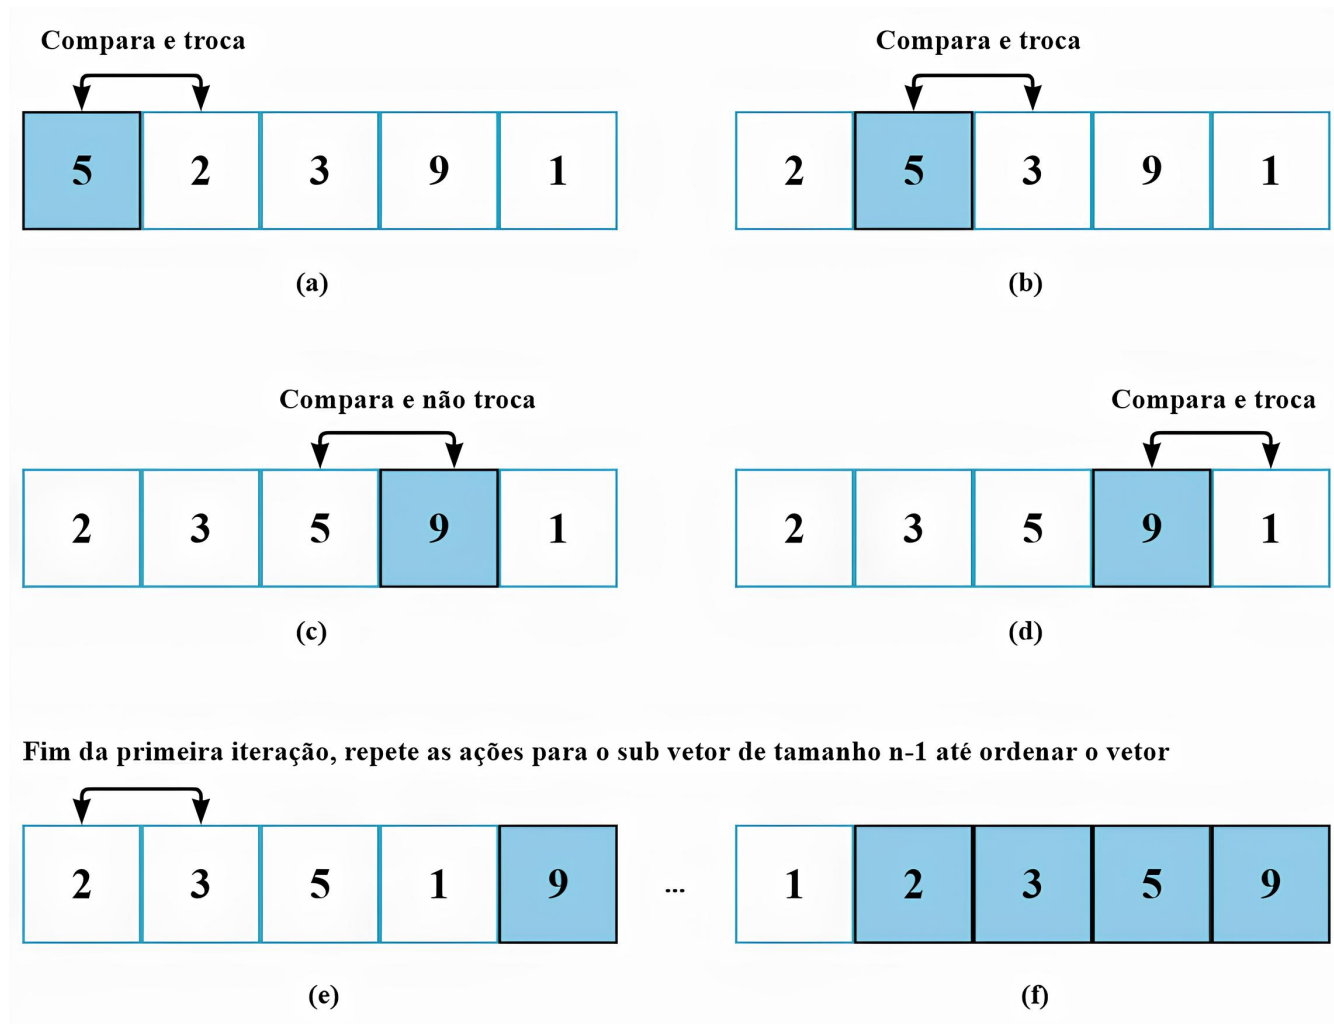 Compara e troca
5 2 3 9 1
(a)
Compara e troca
2 5 3 9 1
(b)
Compara e não troca
2 3 5 9 1
(c)
Compara e troca
2 3 5 9 1
(d)
Fim da primeira iteração, repete as ações para o sub vetor de tamanho n-1 até ordenar o vetor
2 3 5 1 9
(e)
...
1 2 3 5 9
(f)